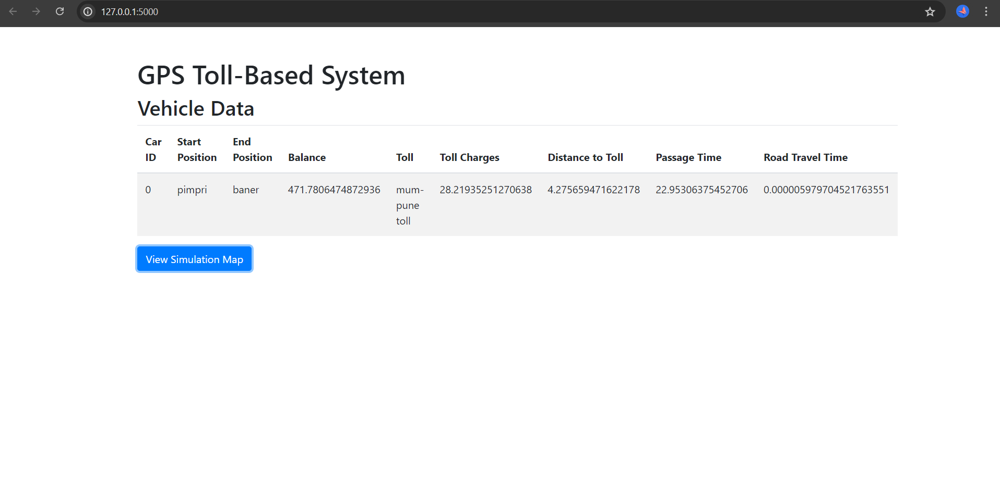 127.0.0.1:5000
GPS Toll-Based System
Vehicle Data
Car ID Start Position End Position Balance Toll Toll Charges Distance to Toll Passage Time Road Travel Time
0 pimpri baner 471.7806474872936 mum-pune toll 28.21935251270638 4.275659471622178 22.95306375452706 0.000005979704521763551
View Simulation Map